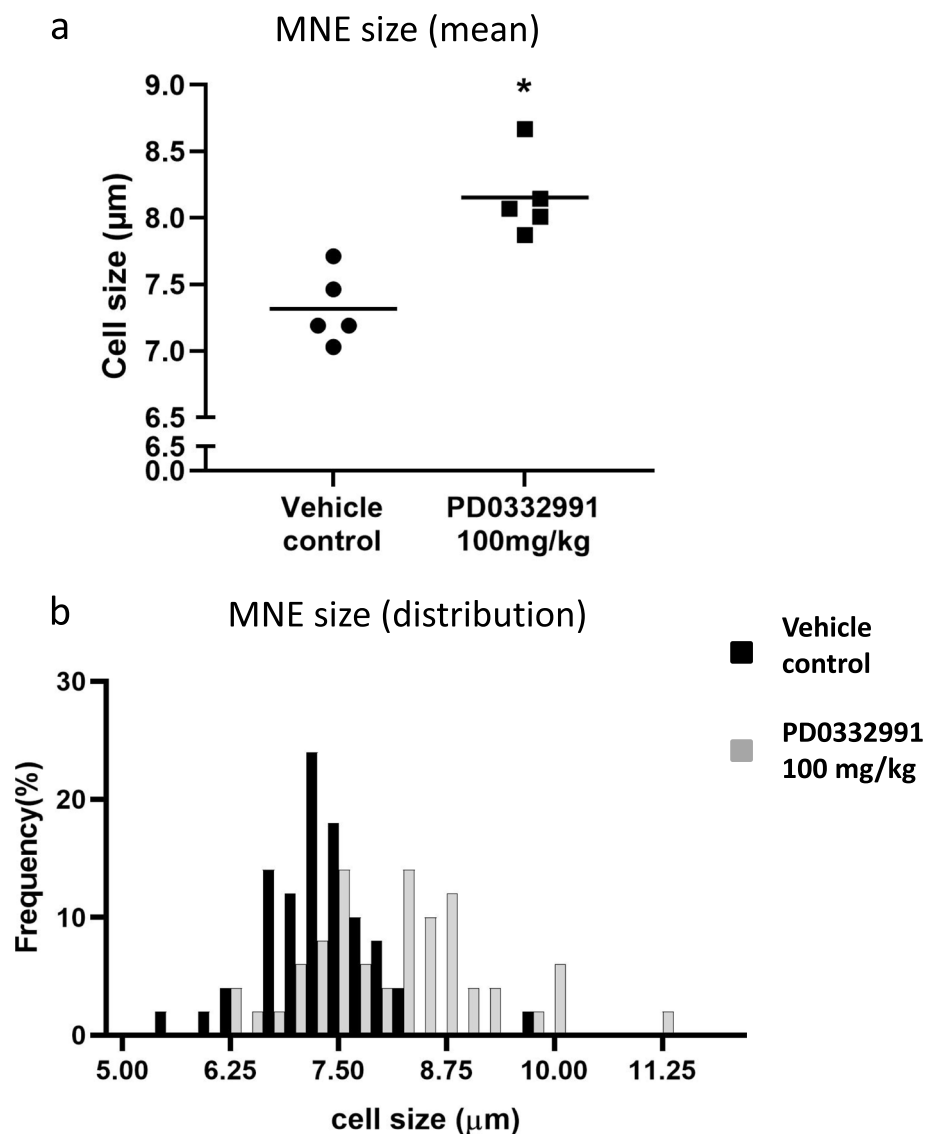 a
MNE size (mean)
*
9.0
8.5
8.0
7.5
7.0
6.5
6.5
0.0
Cell size (µm)
Vehicle
control
PD0332991
100mg/kg
b
MNE size (distribution)
Vehicle
control
PD0332991
100 mg/kg
30
20
10
0
Frequency(%)
5.00 6.25 7.50 8.75 10.00 11.25
cell size (µm)